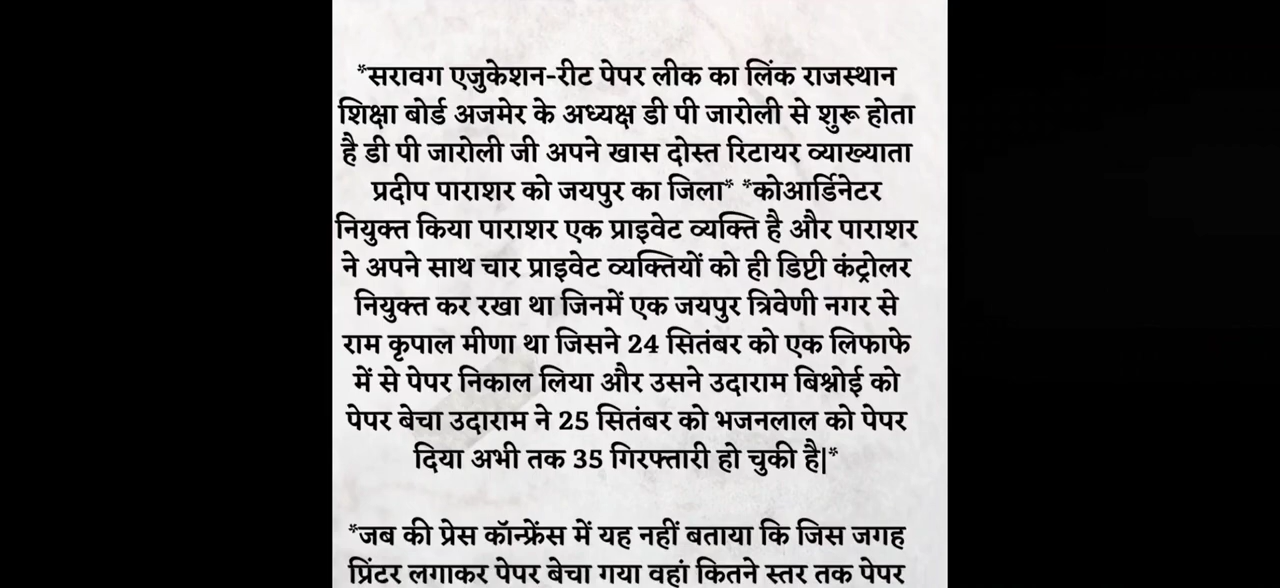 *सरावग एजुकेशन-रीट पेपर लीक का लिंक राजस्थान
शिक्षा बोर्ड अजमेर के अध्यक्ष डी पी जारोली से शुरू होता
है डी पी जारोली जी अपने खास दोस्त रिटायर व्याख्याता
प्रदीप पाराशर को जयपुर का जिला* *कोआर्डिनेटर
नियुक्त किया पाराशर एक प्राइवेट व्यक्ति है और पाराशर
ने अपने साथ चार प्राइवेट व्यक्तियों को ही डिप्टी कंट्रोलर
नियुक्त कर रखा था जिनमें एक जयपुर त्रिवेणी नगर से
राम कृपाल मीणा था जिसने 24 सितंबर को एक लिफाफे
में से पेपर निकाल लिया और उसने उदाराम बिश्नोई को
पेपर बेचा उदाराम ने 25 सितंबर को भजनलाल को पेपर
दिया अभी तक 35 गिरफ्तारी हो चुकी है|*
*जब की प्रेस कॉन्फ्रेंस में यह नहीं बताया कि जिस जगह
प्रिंटर लगाकर पेपर बेचा गया वहां कितने स्तर तक पेपर